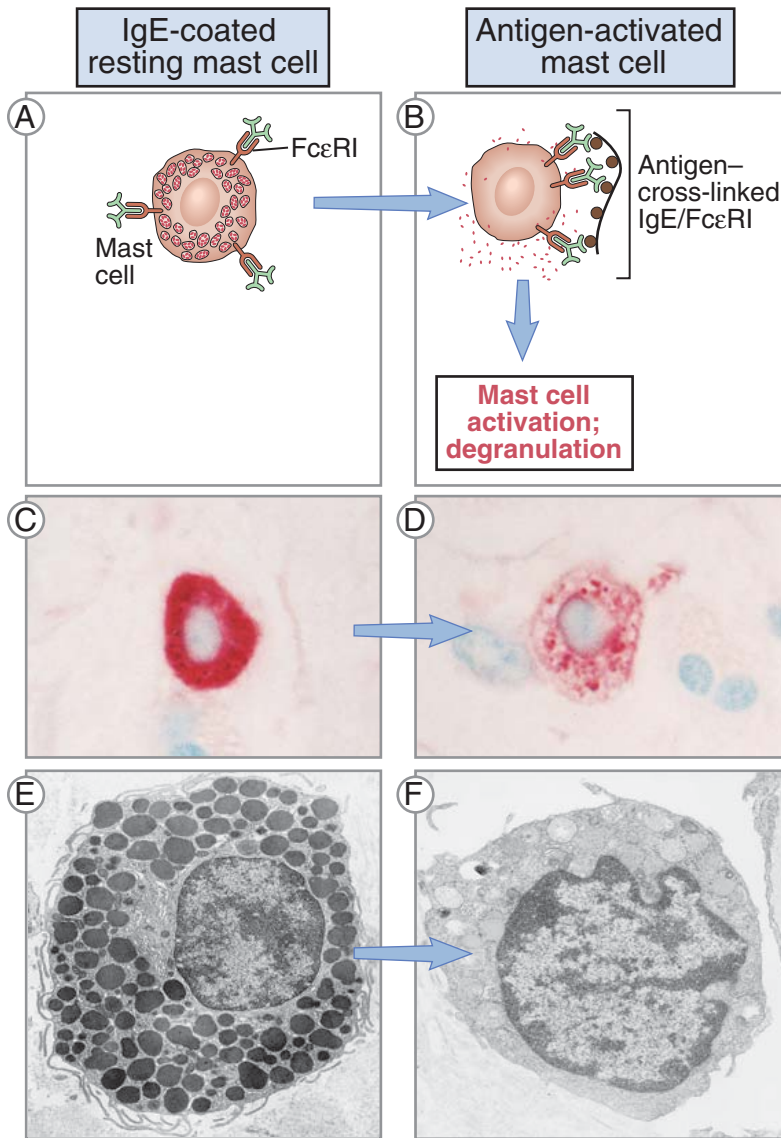 IgE-coated
resting mast cell
Antigen-activated
mast cell
A
FcεRI
Mast
cell
B
Antigen–
cross-linked
IgE/FcεRI
Mast cell
activation;
degranulation
C
D
E
F